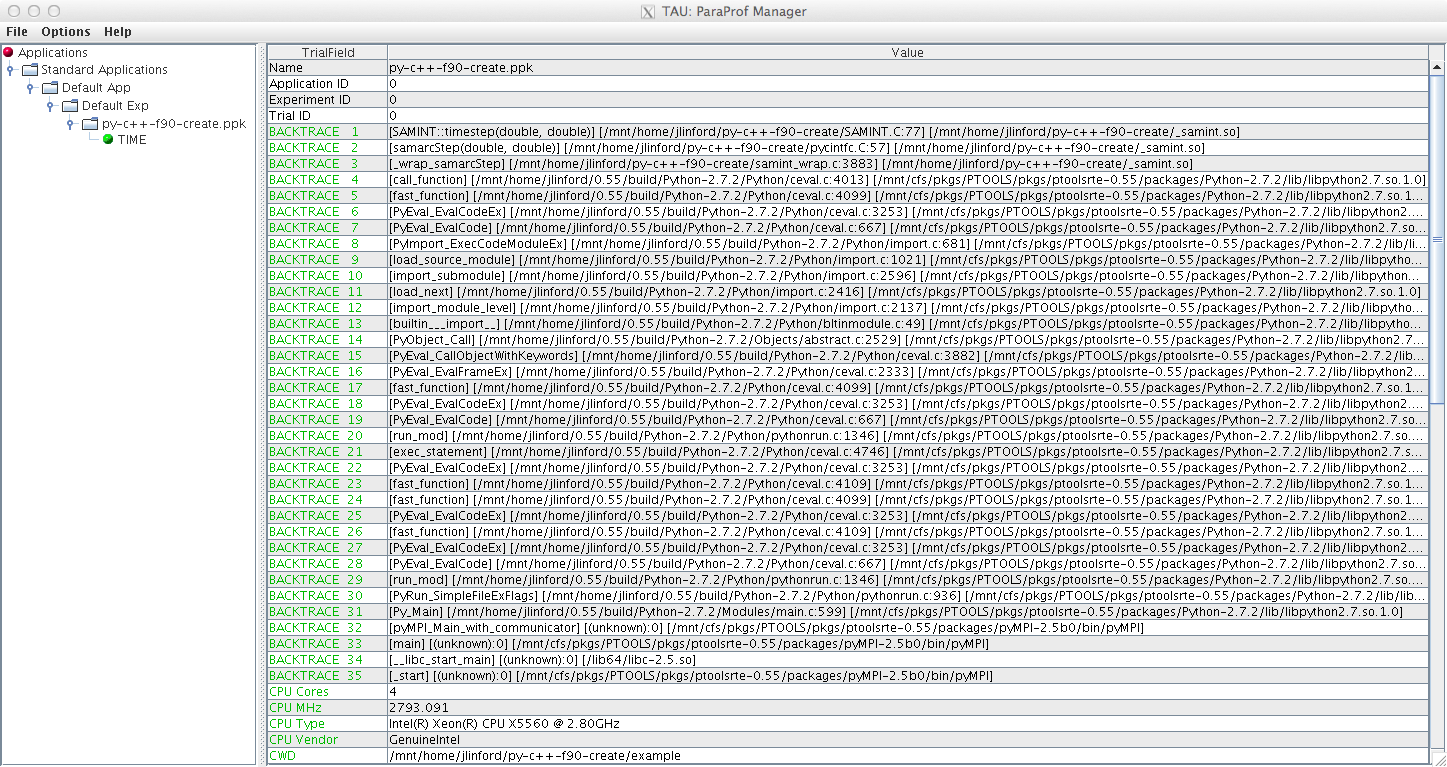 TAU: ParaProf Manager
File Options Help
Applications
Standard Applications
Default App
Default Exp
py-c++-f90-create.ppk
TIME
TrialField Value
Name py-c++-f90-create.ppk
Application ID 0
Experiment ID 0
Trial ID 0
BACKTRACE 1 [SAMINT::timestep(double, double)] [/mnt/home/jlinford/py-c++-f90-create/SAMINT.C:77] [/mnt/home/jlinford/py-c++-f90-create/_samint.so]
BACKTRACE 2 [samarcStep(double, double)] [/mnt/home/jlinford/py-c++-f90-create/pycintfc.C:57] [/mnt/home/jlinford/py-c++-f90-create/_samint.so]
BACKTRACE 3 [_wrap_samarcStep] [/mnt/home/jlinford/py-c++-f90-create/samint_wrap.c:3883] [/mnt/home/jlinford/py-c++-f90-create/_samint.so]
BACKTRACE 4 [call_function] [/mnt/home/jlinford/0.55/build/Python-2.7.2/Python/ceval.c:4013] [/mnt/cfs/pkgs/PTOOLS/pkgs/ptoolsrte-0.55/packages/Python-2.7.2/lib/libpython2.7.so.1.0]
BACKTRACE 5 [fast_function] [/mnt/home/jlinford/0.55/build/Python-2.7.2/Python/ceval.c:4099] [/mnt/cfs/pkgs/PTOOLS/pkgs/ptoolsrte-0.55/packages/Python-2.7.2/lib/libpython2.7.so.1...
BACKTRACE 6 [PyEval_EvalCodeEx] [/mnt/home/jlinford/0.55/build/Python-2.7.2/Python/ceval.c:3253] [/mnt/cfs/pkgs/PTOOLS/pkgs/ptoolsrte-0.55/packages/Python-2.7.2/lib/libpython2.7....
BACKTRACE 7 [PyEval_EvalCode] [/mnt/home/jlinford/0.55/build/Python-2.7.2/Python/ceval.c:667] [/mnt/cfs/pkgs/PTOOLS/pkgs/ptoolsrte-0.55/packages/Python-2.7.2/lib/libpython2.7.so....
BACKTRACE 8 [PyImport_ExecCodeModuleEx] [/mnt/home/jlinford/0.55/build/Python-2.7.2/Python/import.c:681] [/mnt/cfs/pkgs/PTOOLS/pkgs/ptoolsrte-0.55/packages/Python-2.7.2/lib/li...
BACKTRACE 9 [load_source_module] [/mnt/home/jlinford/0.55/build/Python-2.7.2/Python/import.c:1021] [/mnt/cfs/pkgs/PTOOLS/pkgs/ptoolsrte-0.55/packages/Python-2.7.2/lib/libpytho...
BACKTRACE 10 [import_submodule] [/mnt/home/jlinford/0.55/build/Python-2.7.2/Python/import.c:2596] [/mnt/cfs/pkgs/PTOOLS/pkgs/ptoolsrte-0.55/packages/Python-2.7.2/lib/libpython...
BACKTRACE 11 [load_next] [/mnt/home/jlinford/0.55/build/Python-2.7.2/Python/import.c:2416] [/mnt/cfs/pkgs/PTOOLS/pkgs/ptoolsrte-0.55/packages/Python-2.7.2/lib/libpython2.7.so.1.0]
BACKTRACE 12 [import_module_level] [/mnt/home/jlinford/0.55/build/Python-2.7.2/Python/import.c:2137] [/mnt/cfs/pkgs/PTOOLS/pkgs/ptoolsrte-0.55/packages/Python-2.7.2/lib/libpytho...
BACKTRACE 13 [builtin___import__] [/mnt/home/jlinford/0.55/build/Python-2.7.2/Python/bltinmodule.c:49] [/mnt/cfs/pkgs/PTOOLS/pkgs/ptoolsrte-0.55/packages/Python-2.7.2/lib/libpytho...
BACKTRACE 14 [PyObject_Call] [/mnt/home/jlinford/0.55/build/Python-2.7.2/Objects/abstract.c:2529] [/mnt/cfs/pkgs/PTOOLS/pkgs/ptoolsrte-0.55/packages/Python-2.7.2/lib/libpython2.7...
BACKTRACE 15 [PyEval_CallObjectWithKeywords] [/mnt/home/jlinford/0.55/build/Python-2.7.2/Python/ceval.c:3882] [/mnt/cfs/pkgs/PTOOLS/pkgs/ptoolsrte-0.55/packages/Python-2.7.2/lib...
BACKTRACE 16 [PyEval_EvalFrameEx] [/mnt/home/jlinford/0.55/build/Python-2.7.2/Python/ceval.c:2333] [/mnt/cfs/pkgs/PTOOLS/pkgs/ptoolsrte-0.55/packages/Python-2.7.2/lib/libpython2...
BACKTRACE 17 [fast_function] [/mnt/home/jlinford/0.55/build/Python-2.7.2/Python/ceval.c:4099] [/mnt/cfs/pkgs/PTOOLS/pkgs/ptoolsrte-0.55/packages/Python-2.7.2/lib/libpython2.7.so.1...
BACKTRACE 18 [PyEval_EvalCodeEx] [/mnt/home/jlinford/0.55/build/Python-2.7.2/Python/ceval.c:3253] [/mnt/cfs/pkgs/PTOOLS/pkgs/ptoolsrte-0.55/packages/Python-2.7.2/lib/libpython2.7....
BACKTRACE 19 [PyEval_EvalCode] [/mnt/home/jlinford/0.55/build/Python-2.7.2/Python/ceval.c:667] [/mnt/cfs/pkgs/PTOOLS/pkgs/ptoolsrte-0.55/packages/Python-2.7.2/lib/libpython2.7.so....
BACKTRACE 20 [run_mod] [/mnt/home/jlinford/0.55/build/Python-2.7.2/Python/pythonrun.c:1346] [/mnt/cfs/pkgs/PTOOLS/pkgs/ptoolsrte-0.55/packages/Python-2.7.2/lib/libpython2.7.so....
BACKTRACE 21 [exec_statement] [/mnt/home/jlinford/0.55/build/Python-2.7.2/Python/ceval.c:4746] [/mnt/cfs/pkgs/PTOOLS/pkgs/ptoolsrte-0.55/packages/Python-2.7.2/lib/libpython2.7.s...
BACKTRACE 22 [PyEval_EvalCodeEx] [/mnt/home/jlinford/0.55/build/Python-2.7.2/Python/ceval.c:3253] [/mnt/cfs/pkgs/PTOOLS/pkgs/ptoolsrte-0.55/packages/Python-2.7.2/lib/libpython2.7....
BACKTRACE 23 [fast_function] [/mnt/home/jlinford/0.55/build/Python-2.7.2/Python/ceval.c:4109] [/mnt/cfs/pkgs/PTOOLS/pkgs/ptoolsrte-0.55/packages/Python-2.7.2/lib/libpython2.7.so.1...
BACKTRACE 24 [fast_function] [/mnt/home/jlinford/0.55/build/Python-2.7.2/Python/ceval.c:4099] [/mnt/cfs/pkgs/PTOOLS/pkgs/ptoolsrte-0.55/packages/Python-2.7.2/lib/libpython2.7.so.1...
BACKTRACE 25 [PyEval_EvalCodeEx] [/mnt/home/jlinford/0.55/build/Python-2.7.2/Python/ceval.c:3253] [/mnt/cfs/pkgs/PTOOLS/pkgs/ptoolsrte-0.55/packages/Python-2.7.2/lib/libpython2.7....
BACKTRACE 26 [fast_function] [/mnt/home/jlinford/0.55/build/Python-2.7.2/Python/ceval.c:4109] [/mnt/cfs/pkgs/PTOOLS/pkgs/ptoolsrte-0.55/packages/Python-2.7.2/lib/libpython2.7.so.1...
BACKTRACE 27 [PyEval_EvalCodeEx] [/mnt/home/jlinford/0.55/build/Python-2.7.2/Python/ceval.c:3253] [/mnt/cfs/pkgs/PTOOLS/pkgs/ptoolsrte-0.55/packages/Python-2.7.2/lib/libpython2.7....
BACKTRACE 28 [PyEval_EvalCode] [/mnt/home/jlinford/0.55/build/Python-2.7.2/Python/ceval.c:667] [/mnt/cfs/pkgs/PTOOLS/pkgs/ptoolsrte-0.55/packages/Python-2.7.2/lib/libpython2.7.so....
BACKTRACE 29 [run_mod] [/mnt/home/jlinford/0.55/build/Python-2.7.2/Python/pythonrun.c:1346] [/mnt/cfs/pkgs/PTOOLS/pkgs/ptoolsrte-0.55/packages/Python-2.7.2/lib/libpython2.7.so....
BACKTRACE 30 [PyRun_SimpleFileExFlags] [/mnt/home/jlinford/0.55/build/Python-2.7.2/Python/pythonrun.c:936] [/mnt/cfs/pkgs/PTOOLS/pkgs/ptoolsrte-0.55/packages/Python-2.7.2/lib/lib...
BACKTRACE 31 [Py_Main] [/mnt/home/jlinford/0.55/build/Python-2.7.2/Modules/main.c:599] [/mnt/cfs/pkgs/PTOOLS/pkgs/ptoolsrte-0.55/packages/Python-2.7.2/lib/libpython2.7.so.1.0]
BACKTRACE 32 [pyMPI_Main_with_communicator] [(unknown):0] [/mnt/cfs/pkgs/PTOOLS/pkgs/ptoolsrte-0.55/packages/pyMPI-2.5b0/bin/pyMPI]
BACKTRACE 33 [main] [(unknown):0] [/mnt/cfs/pkgs/PTOOLS/pkgs/ptoolsrte-0.55/packages/pyMPI-2.5b0/bin/pyMPI]
BACKTRACE 34 [__libc_start_main] [(unknown):0] [/lib64/libc-2.5.so]
BACKTRACE 35 [_start] [(unknown):0] [/mnt/cfs/pkgs/PTOOLS/pkgs/ptoolsrte-0.55/packages/pyMPI-2.5b0/bin/pyMPI]
CPU Cores 4
CPU MHz 2793.091
CPU Type Intel(R) Xeon(R) CPU X5560 @ 2.80GHz
CPU Vendor GenuineIntel
CWD /mnt/home/jlinford/py-c++-f90-create/example